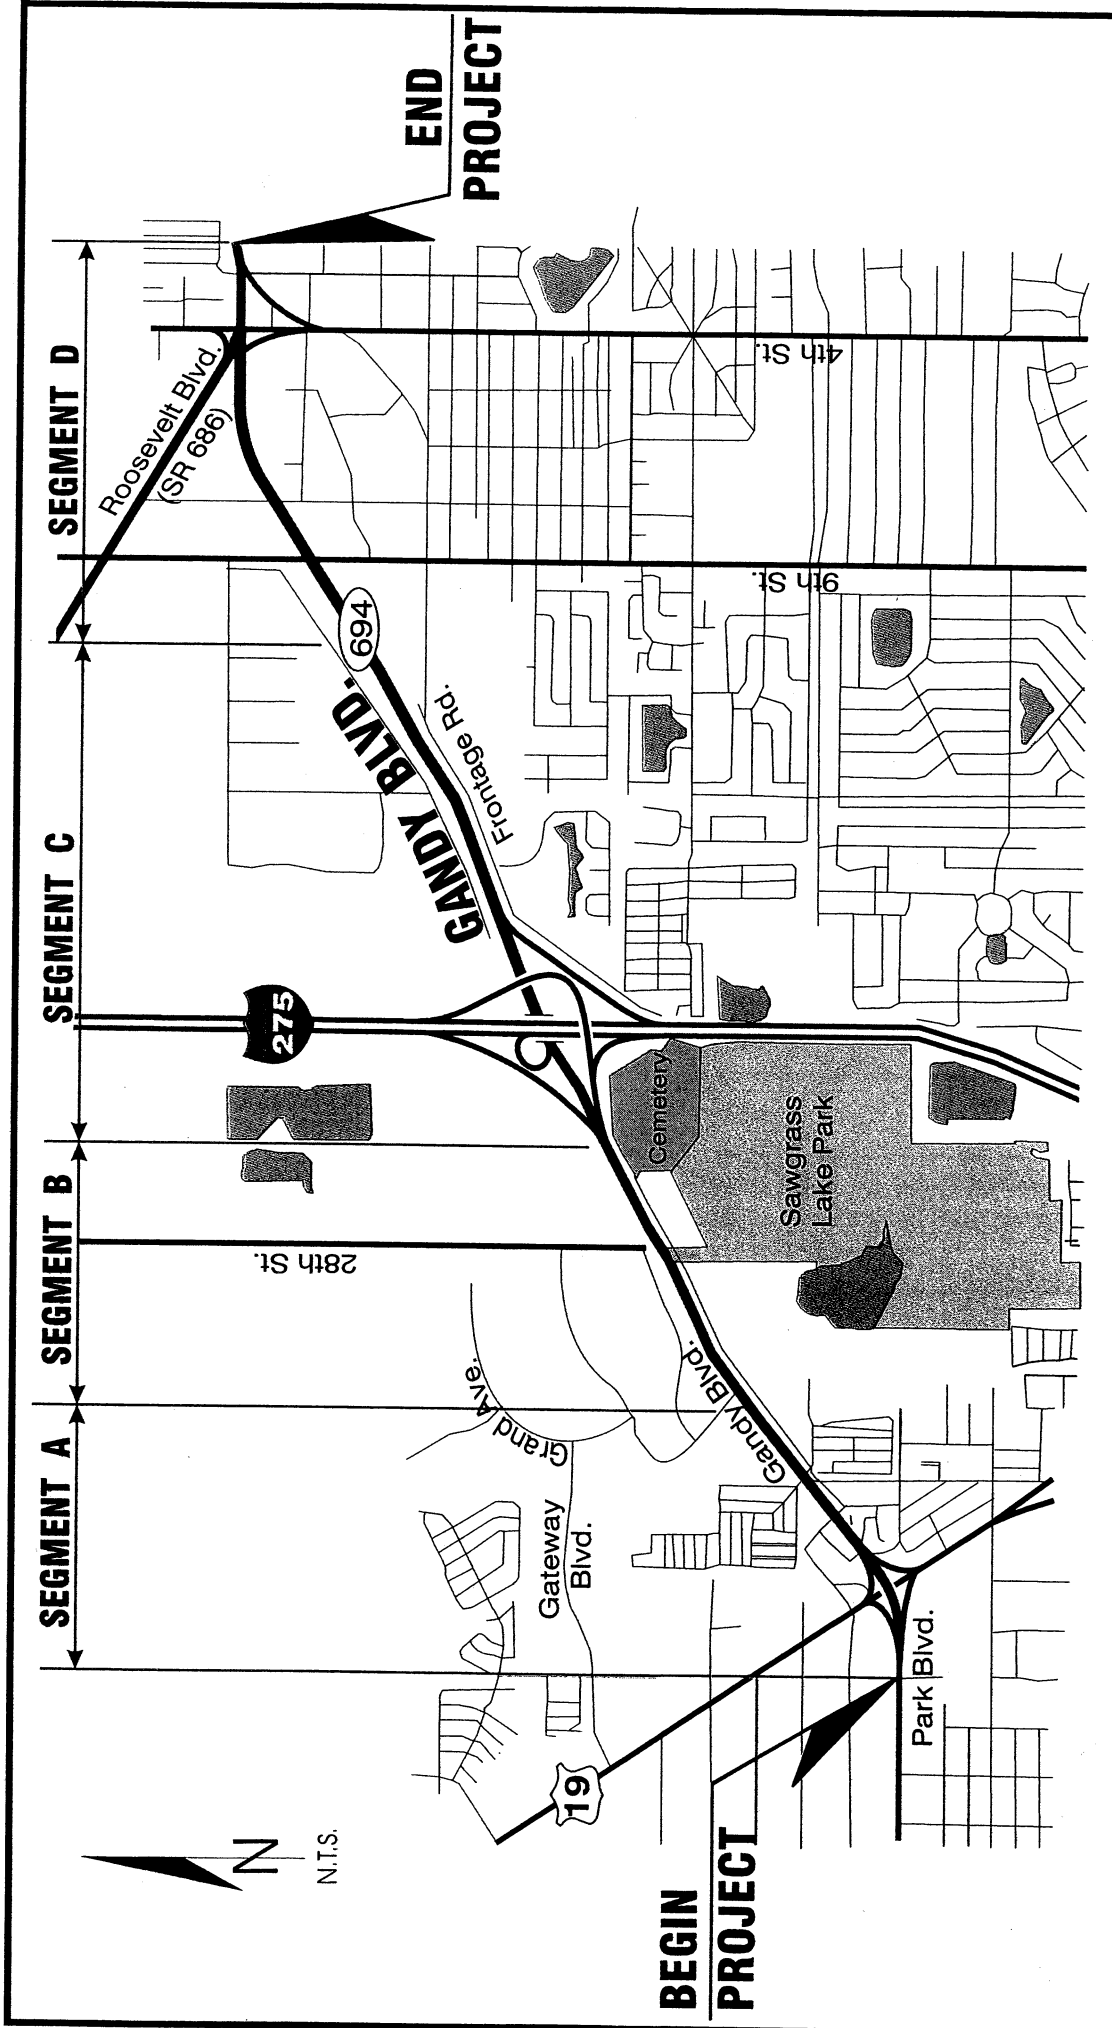 SEGMENT A
SEGMENT B
SEGMENT C
SEGMENT D
Roosevelt Blvd.
(SR 686)
END
PROJECT
275
694
GANDY BLVD.
Frontage Rd.
4th St.
9th St.
28th St.
Grand Ave.
Gateway
Blvd.
Gandy Blvd.
Cemetery
Sawgrass
Lake Park
19
Park Blvd.
N
N.T.S.
BEGIN
PROJECT